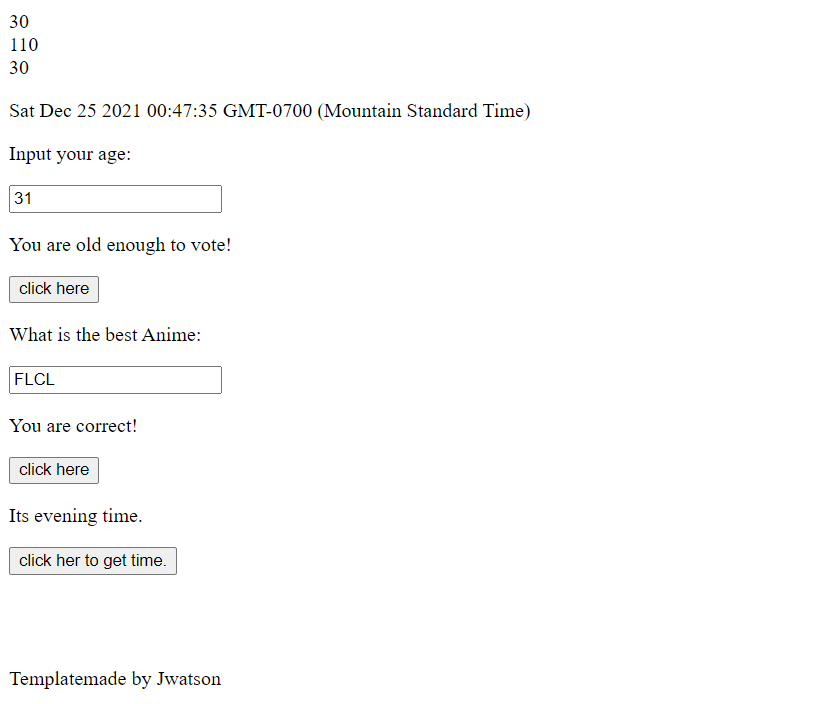 30
110
30
Sat Dec 25 2021 00:47:35 GMT-0700 (Mountain Standard Time)
Input your age:
31
You are old enough to vote!
click here
What is the best Anime:
FLCL
You are correct!
click here
Its evening time.
click her to get time.
Templatemade by Jwatson